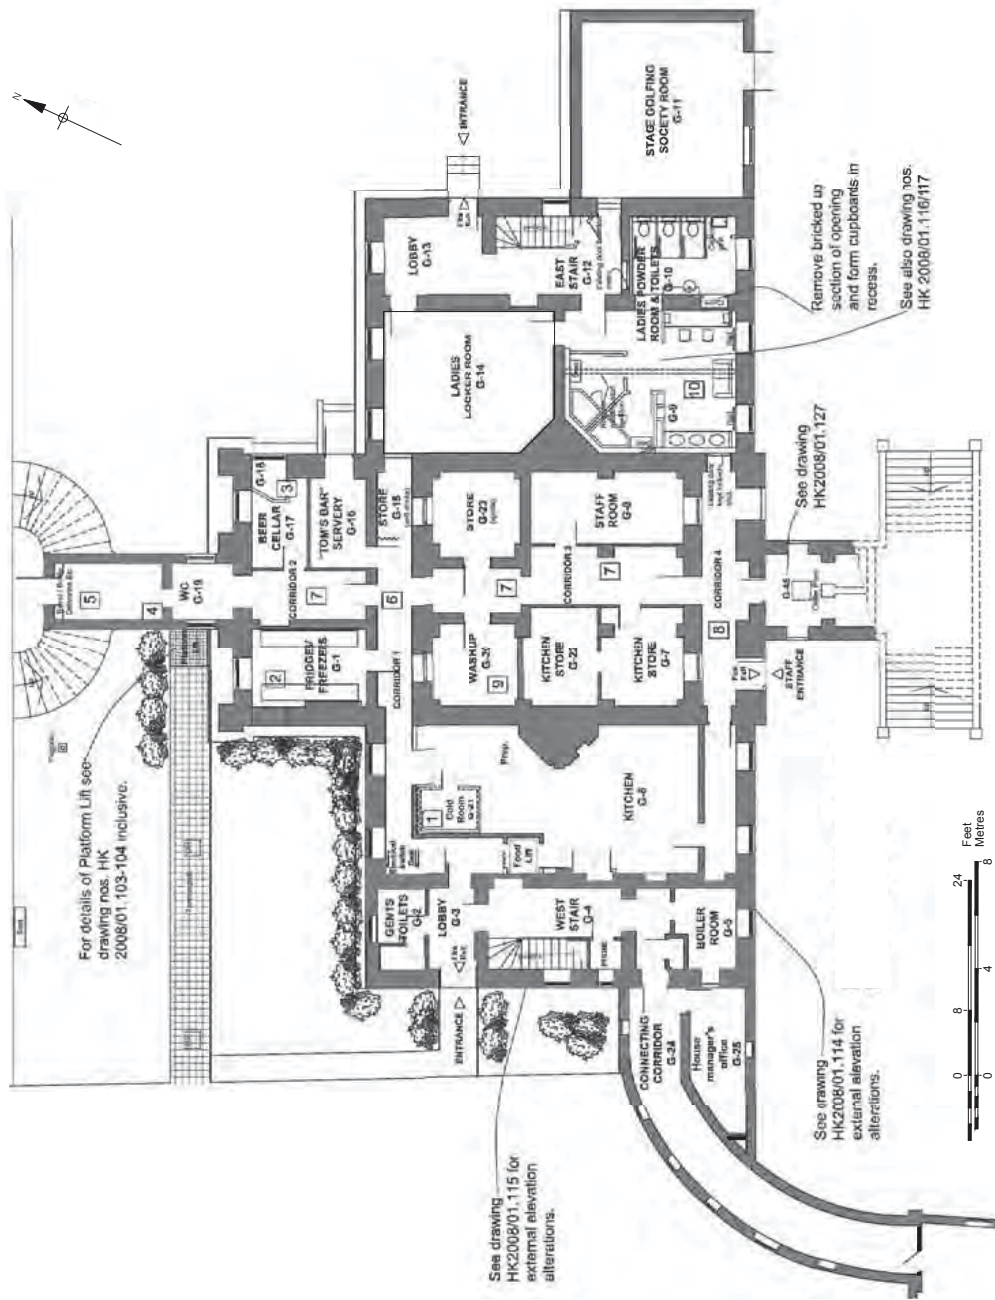 N
For details of Platform Lift see
drawing nos. HK
2008/01.103-104 inclusive.
ENTRANCE
LOBBY
G-13
EAST
STAIR
G-12
STAGE GOLFING
SOCETY ROOM
G-11
LADIES POWDER
ROOM & TOILETS
G-10
Remove bricked up
section of opening
and form cupboards in
recess.
See also drawing nos.
HK 2008/01.116/117
LADIES
LOCKER ROOM
G-14
G-9
10
See drawing
HK2008/01.127
5
4
WC
G-19
BEER
CELLAR
G-17
G-18
3
"TOM'S BAR"
SERVERY
G-16
STORE
G-15
CORRIDOR 2
7
6
STORE
G-22
STAFF
ROOM
G-8
7
CORRIDOR 3
7
CORRIDOR 4
8
2
FRIDGES/
FREEZERS
G-1
CORRIDOR 1
WASHUP
G-20
9
KITCHEN
STORE
G-21
KITCHEN
STORE
G-7
Fire
Exit
STAFF
ENTRANCE
1
Cold
Room
G-21
Prep.
Food
Lift
KITCHEN
G-6
GENTS
TOILETS
G-2
LOBBY
G-3
Fire
Exit
WEST
STAIR
G-4
BOILER
ROOM
G-5
ENTRANCE
CONNECTING
CORRIDOR
G-24
House
manager's
office
G-25
See drawing
HK2008/01.115 for
external elevation
alterations.
See drawing
HK2008/01.114 for
external elevation
alterations.
0 8 24 Feet
0 4 8 Metres